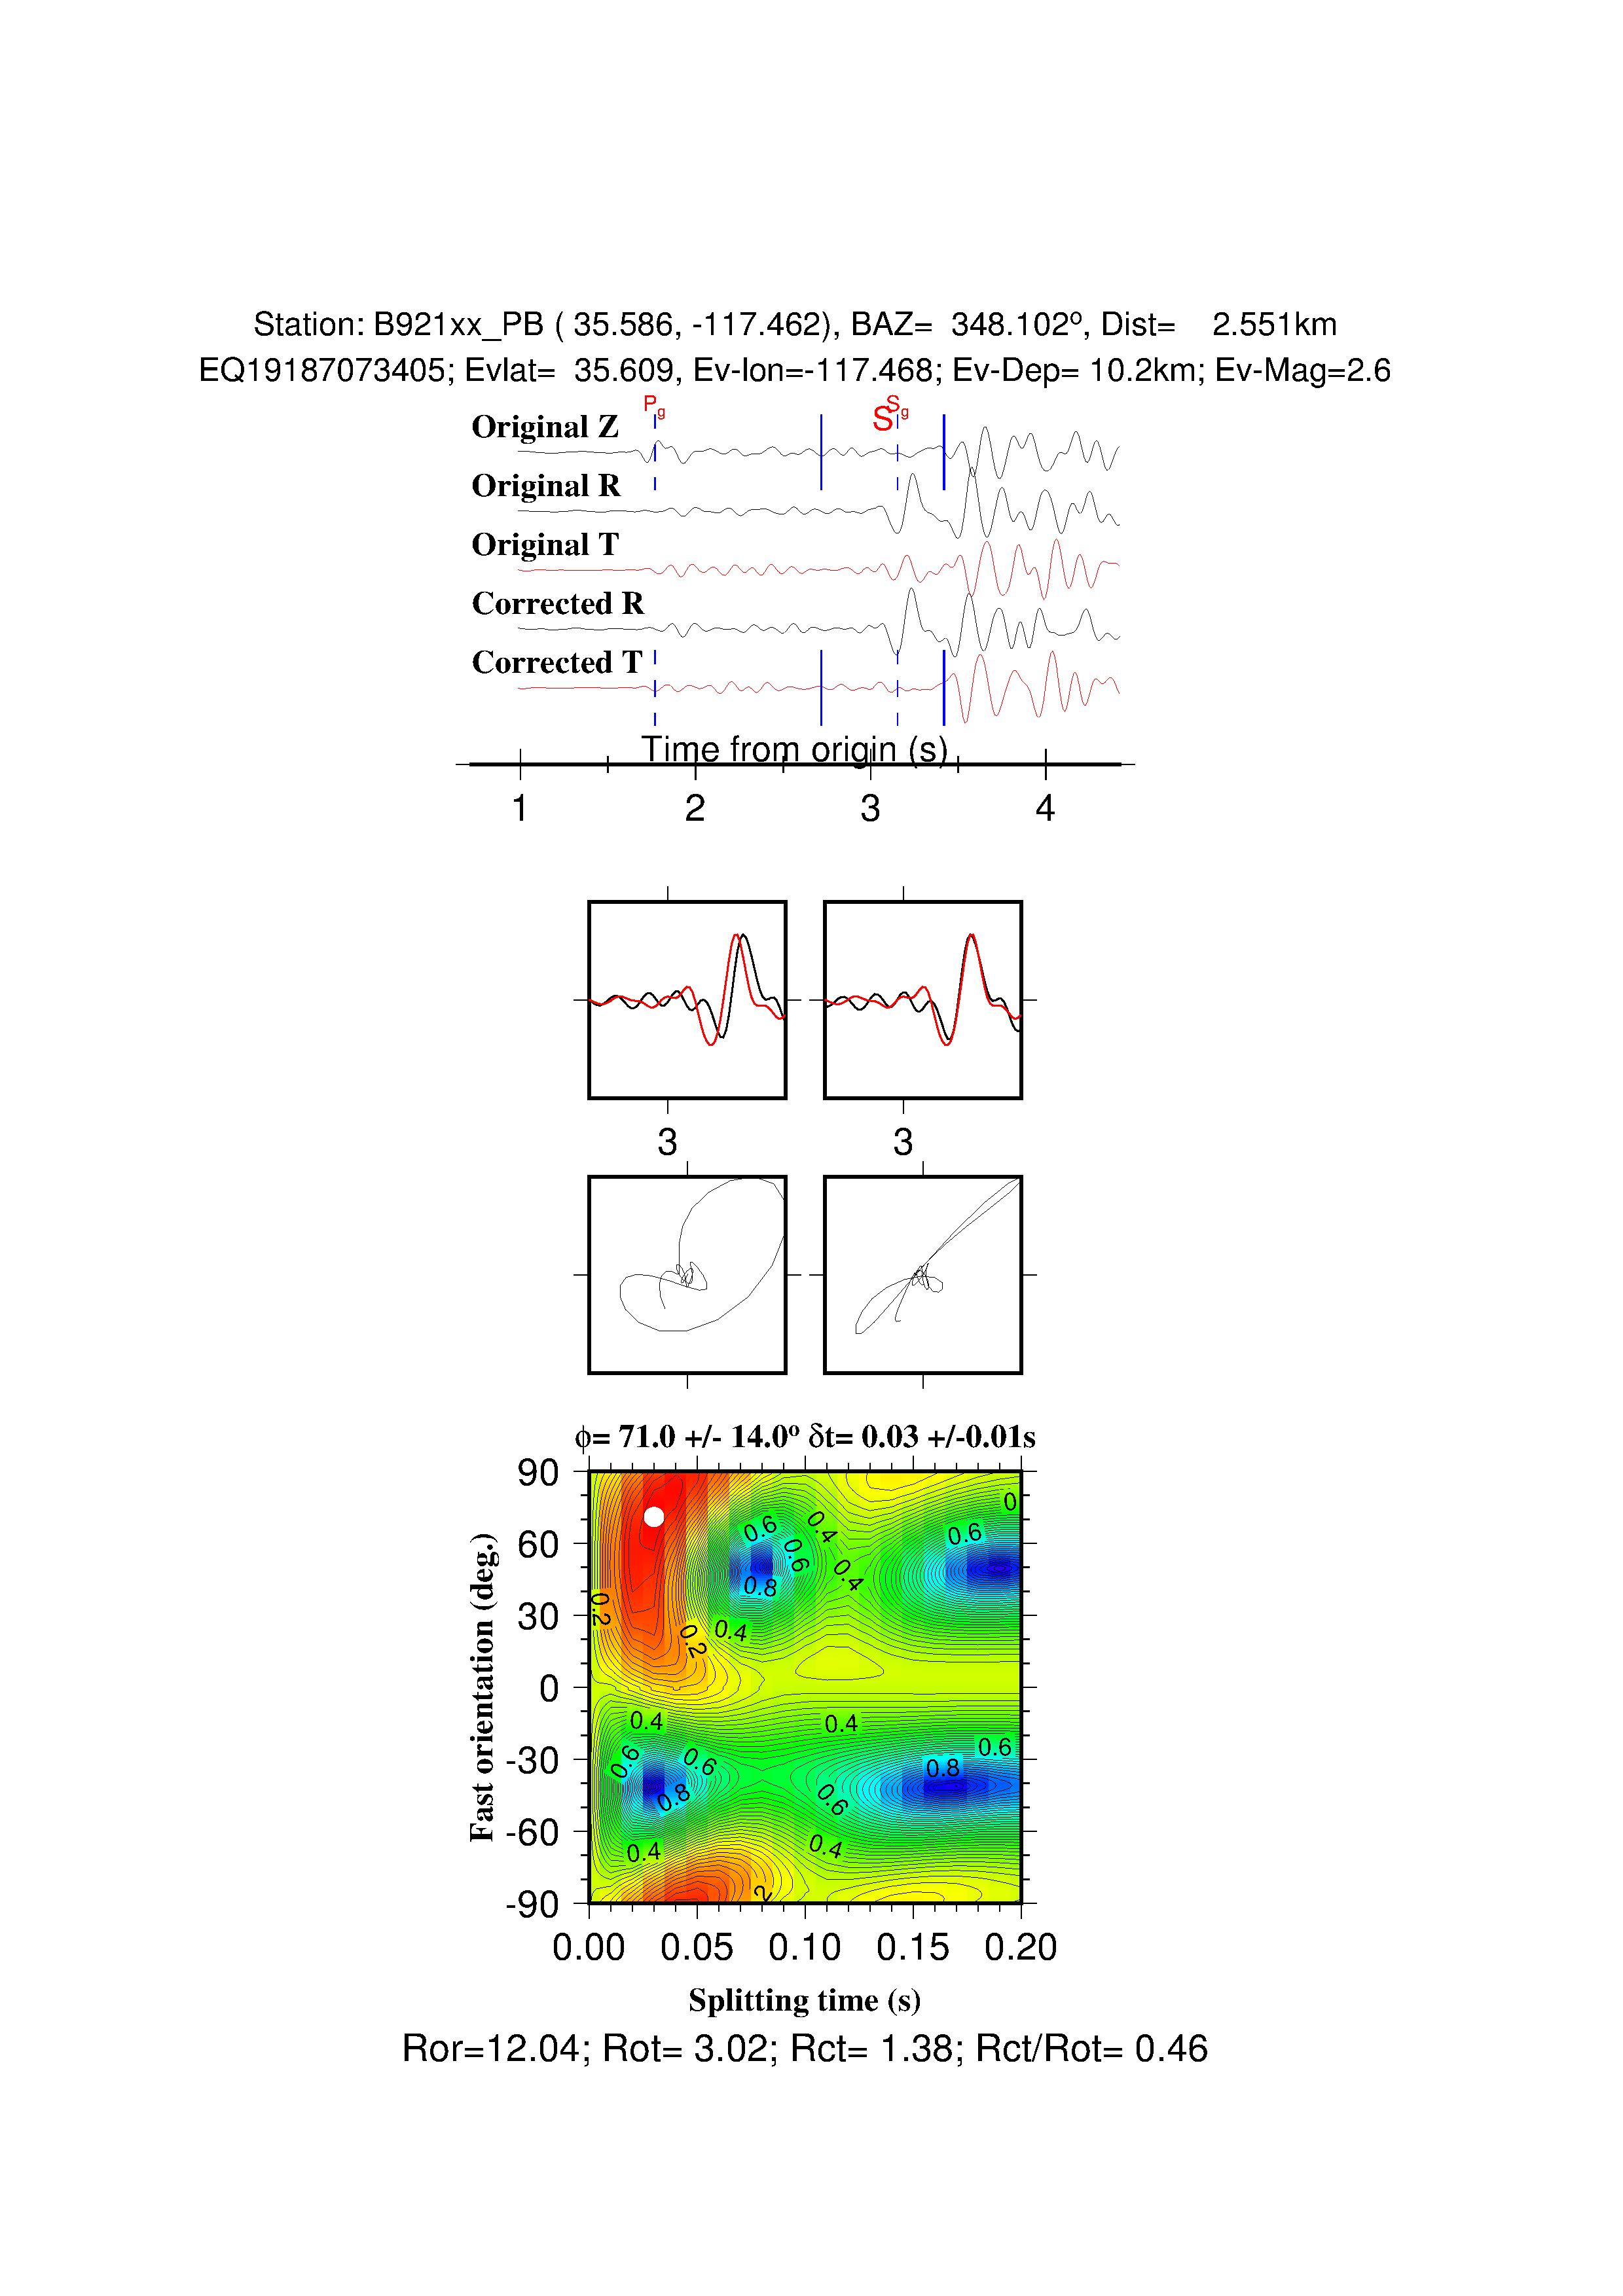 Station: B921xx_PB ( 35.586, -117.462), BAZ= 348.102º, Dist= 2.551km
EQ19187073405; Evlat= 35.609, Ev-lon=-117.468; Ev-Dep= 10.2km; Ev-Mag=2.6
Pg S Sg
Original Z
Original R
Original T
Corrected R
Corrected T
Time from origin (s)
1 2 3 4
3 3
ϕ= 71.0 +/- 14.0º δt= 0.03 +/-0.01s
90
60
30
0
-30
-60
-90
Fast orientation (deg.)
0
0.6 0.4 0.6
0.6
0.4
0.8
0.2
0.4
0.2
0.4 0.4
0.6
0.6 0.6
0.8
0.8
0.6
0.4
0.4
2
0.00 0.05 0.10 0.15 0.20
Splitting time (s)
Ror=12.04; Rot= 3.02; Rct= 1.38; Rct/Rot= 0.46